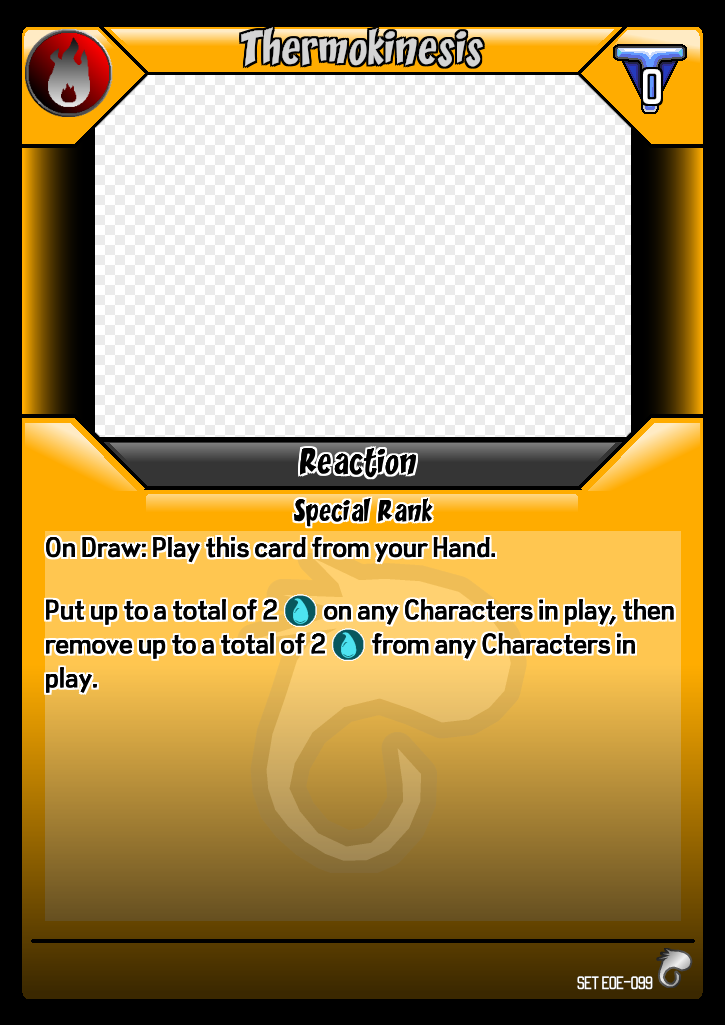 Thermokinesis
0
Reaction
Special Rank
On Draw: Play this card from your Hand.
Put up to a total of 2 on any Characters in play, then
remove up to a total of 2 from any Characters in
play.
SET EOE-099